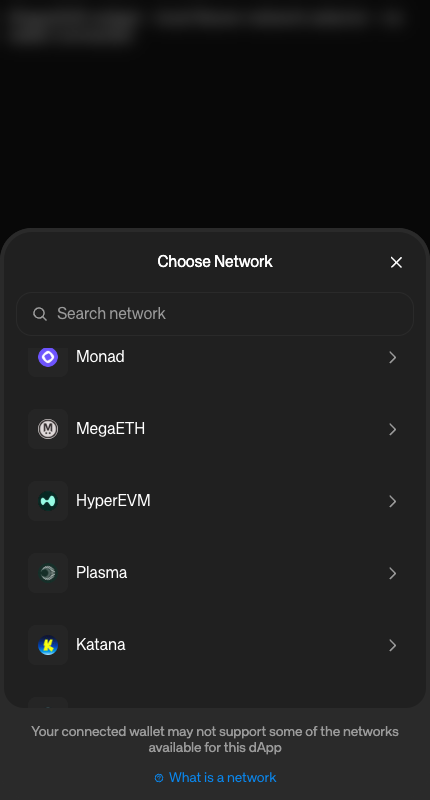 Choose Network
Search network
Monad
MegaETH
HyperEVM
Plasma
Katana
Your connected wallet may not support some of the networks
available for this dApp
What is a network